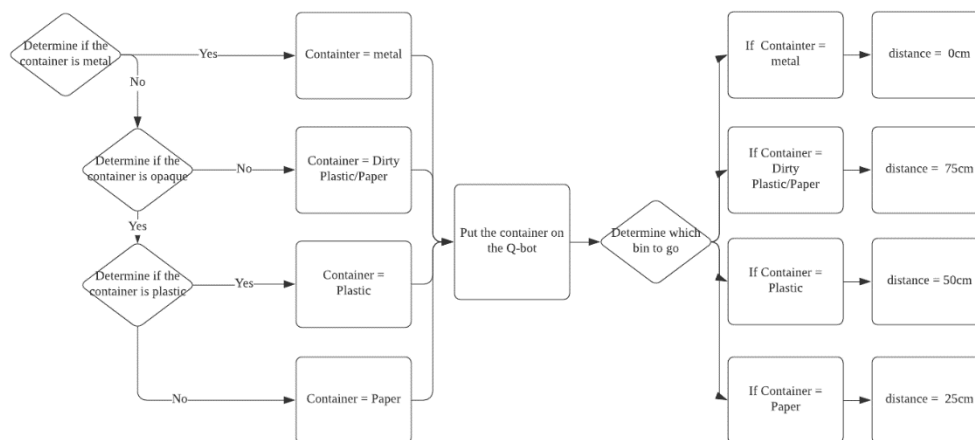 Determine if the
container is metal
Yes
No
Containter = metal
Determine if the
container is opaque
No
Yes
Container = Dirty
Plastic/Paper
Determine if the
container is plastic
Yes
No
Container =
Plastic
Container = Paper
Put the container on
the Q-bot
Determine which
bin to go
If Containter =
metal
distance = 0cm
If Container =
Dirty
Plastic/Paper
distance = 75cm
If Container =
Plastic
distance = 50cm
If Container =
Paper
distance = 25cm